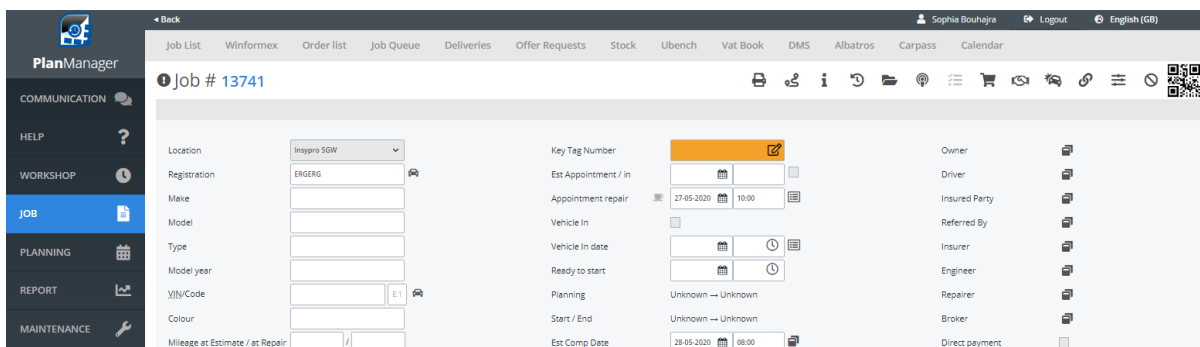 ◂ Back Sophia Bouhajra Logout English (GB)
PlanManager
Job List Winformex Order list Job Queue Deliveries Offer Requests Stock Ubench Vat Book DMS Albatros Carpass Calendar
Job # 13741
COMMUNICATION
HELP
WORKSHOP
JOB
PLANNING
REPORT
MAINTENANCE
Location Insypro SGW
Registration ERGERG
Make
Model
Type
Model year
VIN/Code E.1
Colour
Mileage at Estimate / at Repair /
Key Tag Number
Est Appointment / in
Appointment repair 27-05-2020 10:00
Vehicle In
Vehicle In date
Ready to start
Planning Unknown → Unknown
Start / End Unknown → Unknown
Est Comp Date 28-05-2020 08:00
Owner
Driver
Insured Party
Referred By
Insurer
Engineer
Repairer
Broker
Direct payment